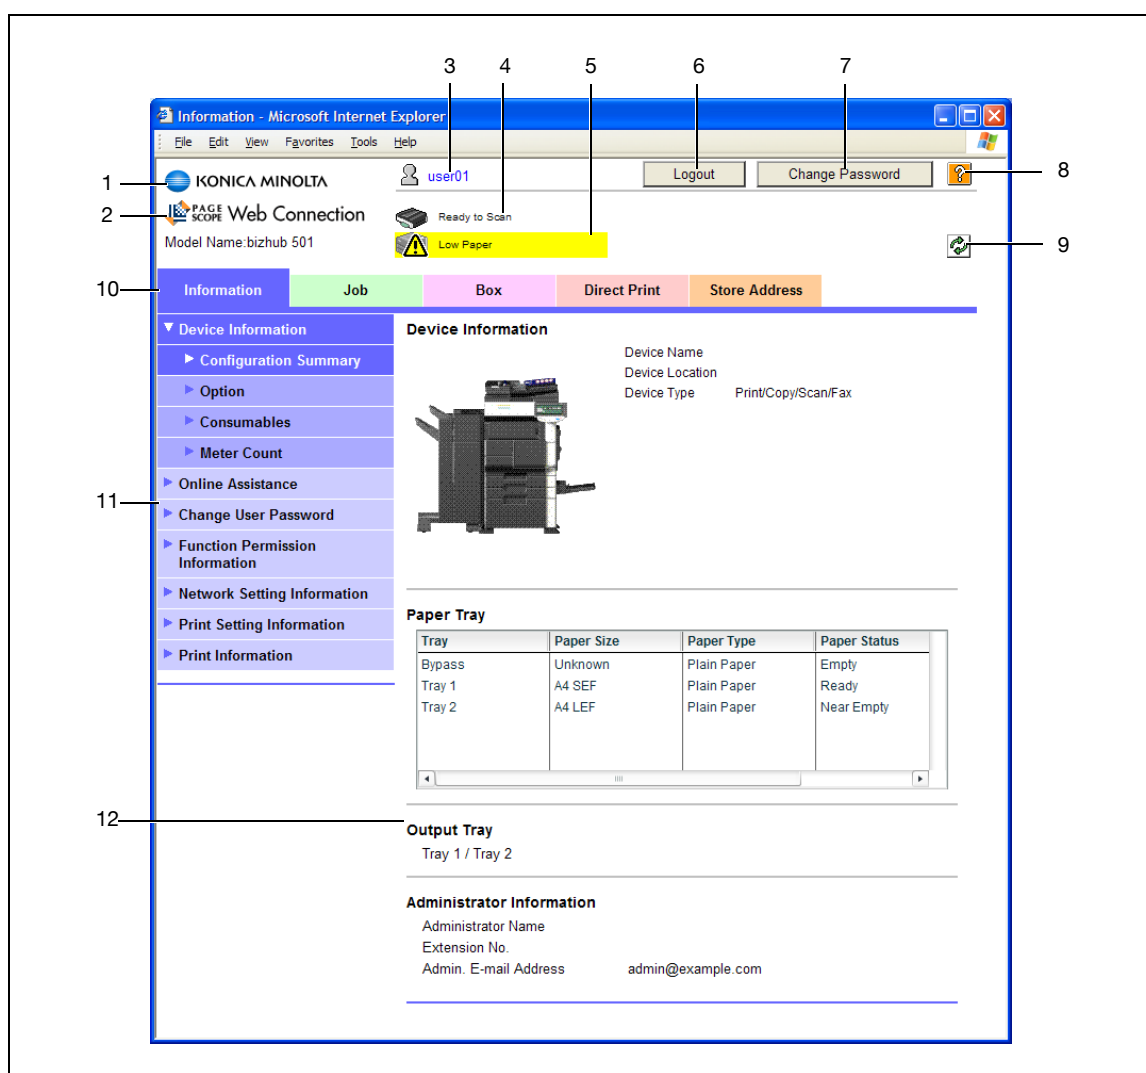 3 4 5 6 7
Information - Microsoft Internet Explorer
File Edit View Favorites Tools Help
1 KONICA MINOLTA user01 Logout Change Password ? 8
2 PAGE SCOPE Web Connection Ready to Scan
Model Name:bizhub 501 Low Paper 9
10 Information Job Box Direct Print Store Address
Device Information
Configuration Summary
Option
Consumables
Meter Count
Online Assistance
11
Change User Password
Function Permission
Information
Network Setting Information
Print Setting Information
Print Information
Device Information
Device Name
Device Location
Device Type Print/Copy/Scan/Fax
Paper Tray
Tray Paper Size Paper Type Paper Status
Bypass Unknown Plain Paper Empty
Tray 1 A4 SEF Plain Paper Ready
Tray 2 A4 LEF Plain Paper Near Empty
12
Output Tray
Tray 1 / Tray 2
Administrator Information
Administrator Name
Extension No.
Admin. E-mail Address admin@example.com